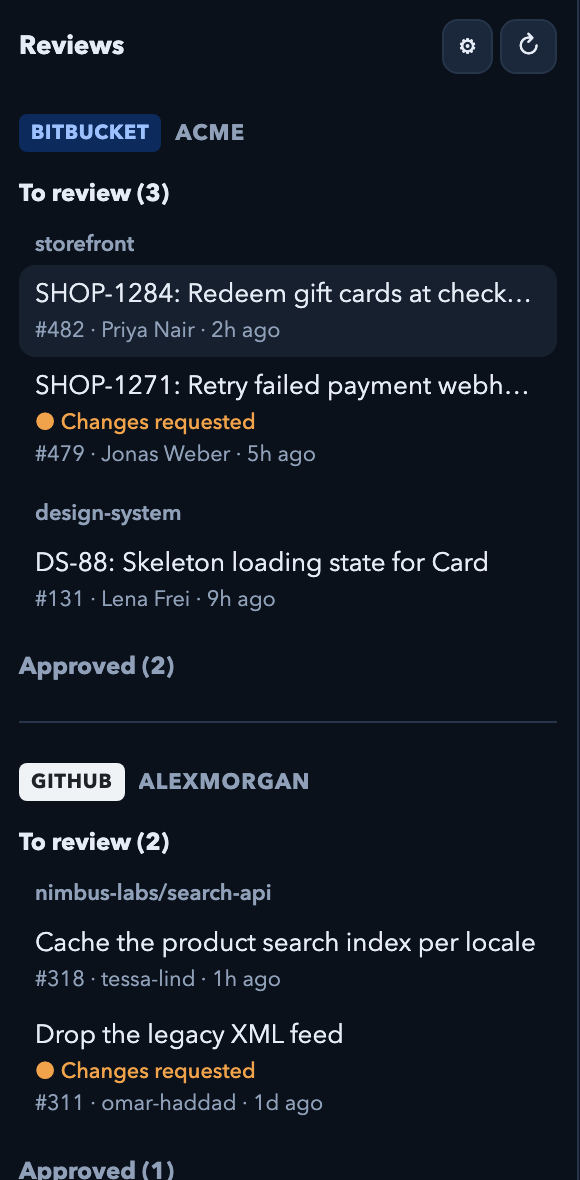 Reviews
BITBUCKET ACME
To review (3)
storefront
SHOP-1284: Redeem gift cards at check…
#482 · Priya Nair · 2h ago
SHOP-1271: Retry failed payment webh…
Changes requested
#479 · Jonas Weber · 5h ago
design-system
DS-88: Skeleton loading state for Card
#131 · Lena Frei · 9h ago
Approved (2)
GITHUB ALEXMORGAN
To review (2)
nimbus-labs/search-api
Cache the product search index per locale
#318 · tessa-lind · 1h ago
Drop the legacy XML feed
Changes requested
#311 · omar-haddad · 1d ago
Approved (1)